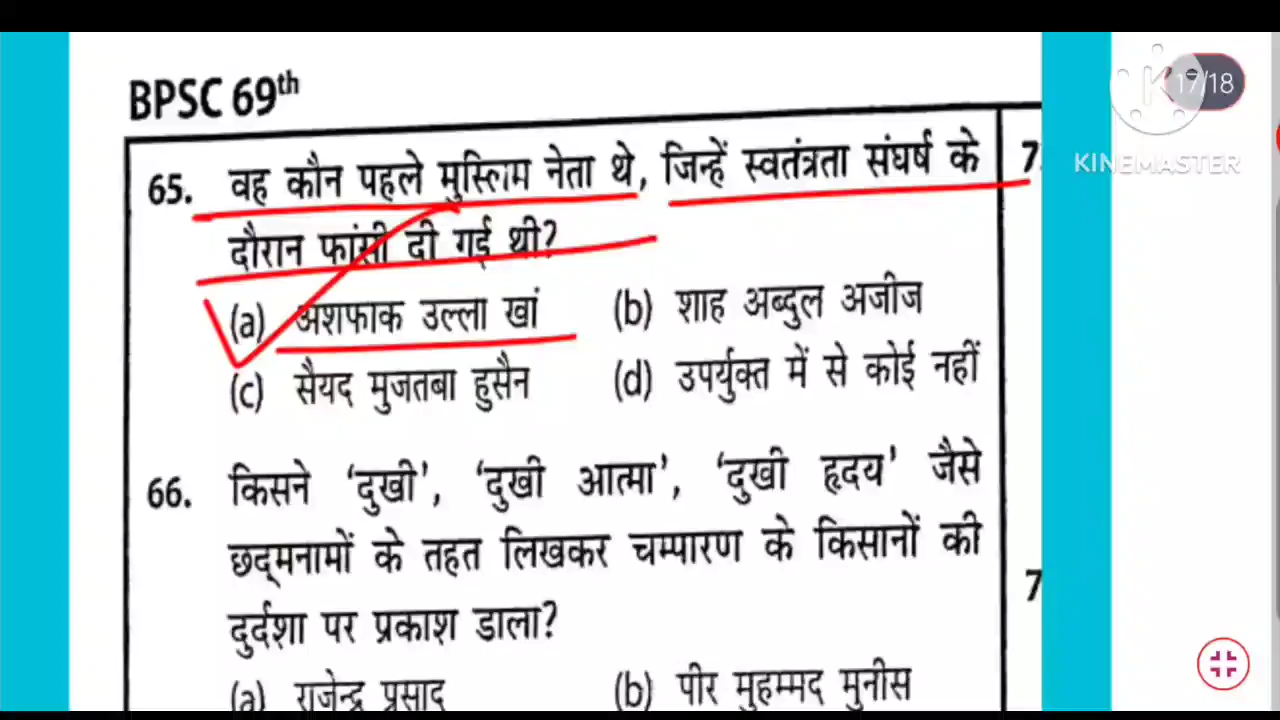 BPSC 69th
17/18
KINEMASTER
65. वह कौन पहले मुस्लिम नेता थे, जिन्हें स्वतंत्रता संघर्ष के
दौरान फांसी दी गई थी?
(a) अशफाक उल्ला खां (b) शाह अब्दुल अजीज
(c) सैयद मुजतबा हुसैन (d) उपर्युक्त में से कोई नहीं
66. किसने ‘दुखी’, ‘दुखी आत्मा’, ‘दुखी हृदय’ जैसे
छद्मनामों के तहत लिखकर चम्पारण के किसानों की
दुर्दशा पर प्रकाश डाला?
(a) राजेन्द्र प्रसाद (b) पीर मुहम्मद मुनीस